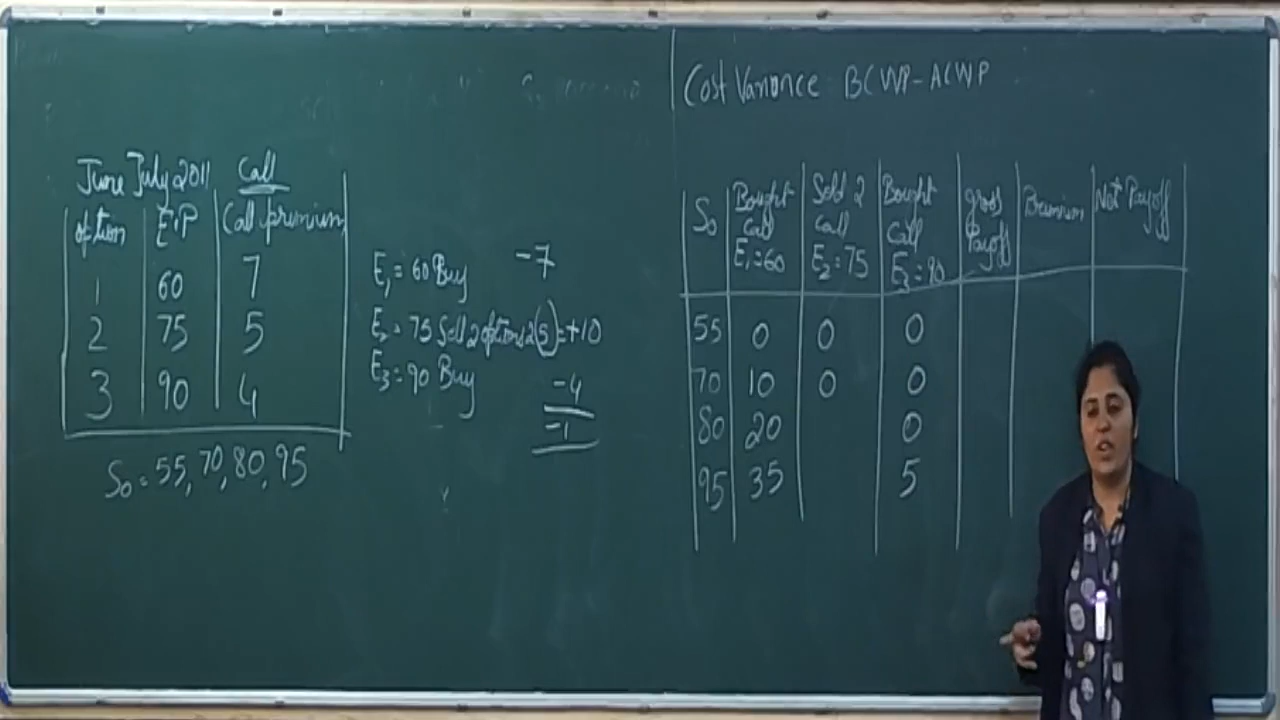 June July 2011 Call
option E.P Call premium
1 60 7
2 75 5
3 90 4
S₀ = 55, 70, 80, 95
E₁ = 60 Buy -7
E₂ = 75 Sell 2 options 2(5) = +10
E₃ = 90 Buy -4
-1
Cost Variance BCWP - ACWP
S₀ Bought Call E₁ = 60 Sold 2 Call E₂ = 75 Bought Call E₃ = 90 Gross Payoff Premium Net Payoff
55 0 0 0
70 10 0 0
80 20 0
95 35 5